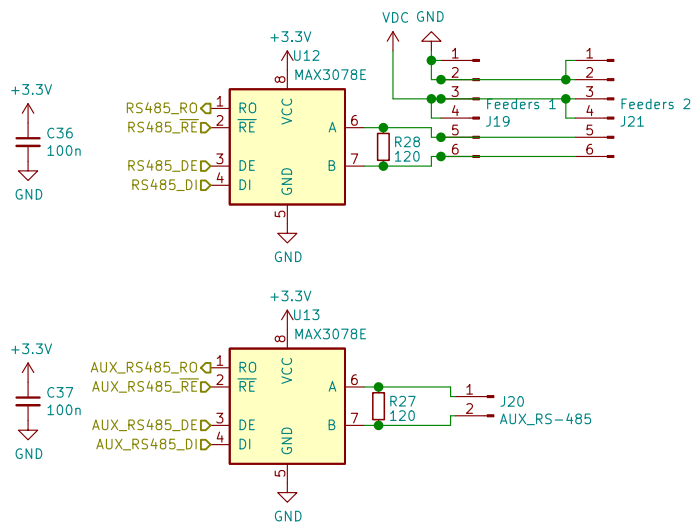 VDC GND
+3.3V
U12
MAX3078E
8
VCC
RS485_RO 1 RO
RS485_RE 2 RE
RS485_DE 3 DE
RS485_DI 4 DI
A 6
B 7
GND
5
GND
+3.3V
C36
100n
GND
R28
120
1
2
3
4
5
6
Feeders 1
J19
1
2
3
4
5
6
Feeders 2
J21
+3.3V
U13
MAX3078E
8
VCC
AUX_RS485_RO 1 RO
AUX_RS485_RE 2 RE
AUX_RS485_DE 3 DE
AUX_RS485_DI 4 DI
A 6
B 7
GND
5
GND
+3.3V
C37
100n
GND
R27
120
1
2
J20
AUX_RS-485